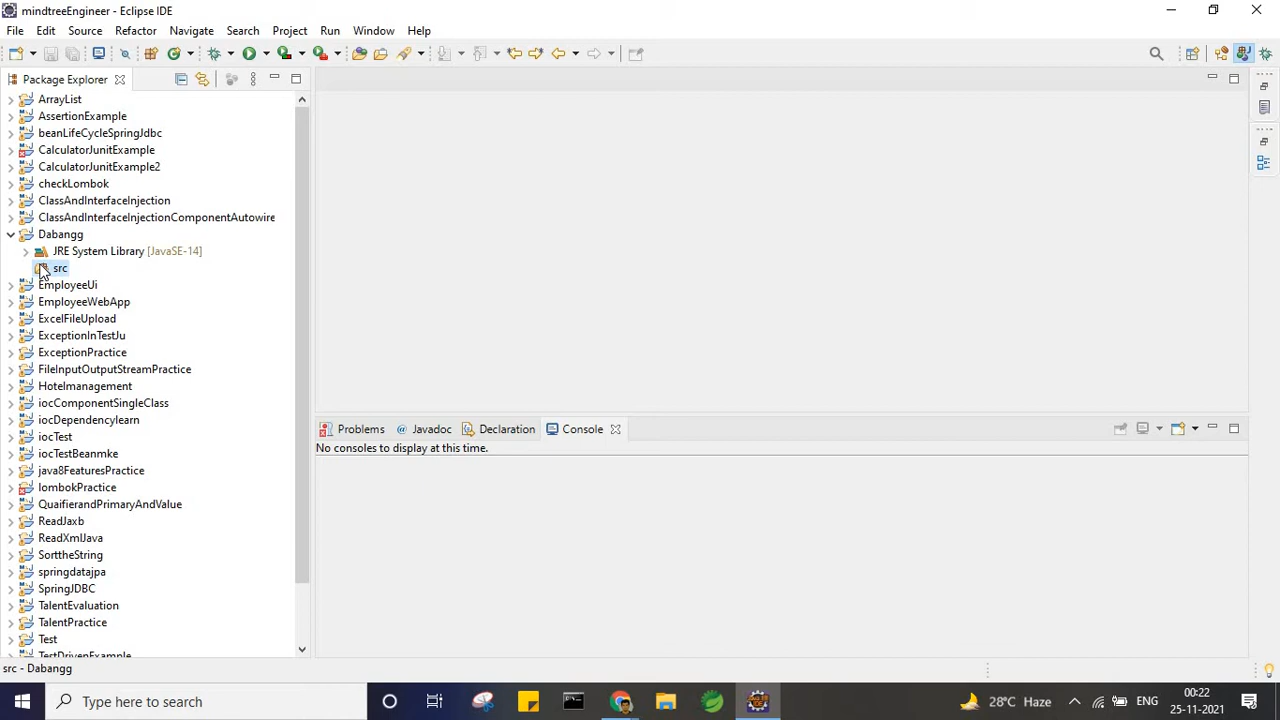 mindtreeEngineer - Eclipse IDE
File Edit Source Refactor Navigate Search Project Run Window Help
Package Explorer
ArrayList
AssertionExample
beanLifeCycleSpringJdbc
CalculatorJunitExample
CalculatorJunitExample2
checkLombok
ClassAndInterfaceInjection
ClassAndInterfaceInjectionComponentAutowire
Dabangg
JRE System Library [JavaSE-14]
src
EmployeeUi
EmployeeWebApp
ExcelFileUpload
ExceptionInTestJu
ExceptionPractice
FileInputOutputStreamPractice
Hotelmanagement
iocComponentSingleClass
iocDependencylearn
iocTest
iocTestBeanmke
java8FeaturesPractice
lombokPractice
QuaifierandPrimaryAndValue
ReadJaxb
ReadXmlJava
SorttheString
springdatajpa
SpringJDBC
TalentEvaluation
TalentPractice
Test
TestDrivenExample
Problems @ Javadoc Declaration Console
No consoles to display at this time.
src - Dabangg
Type here to search
28°C Haze
ENG
00:22
25-11-2021